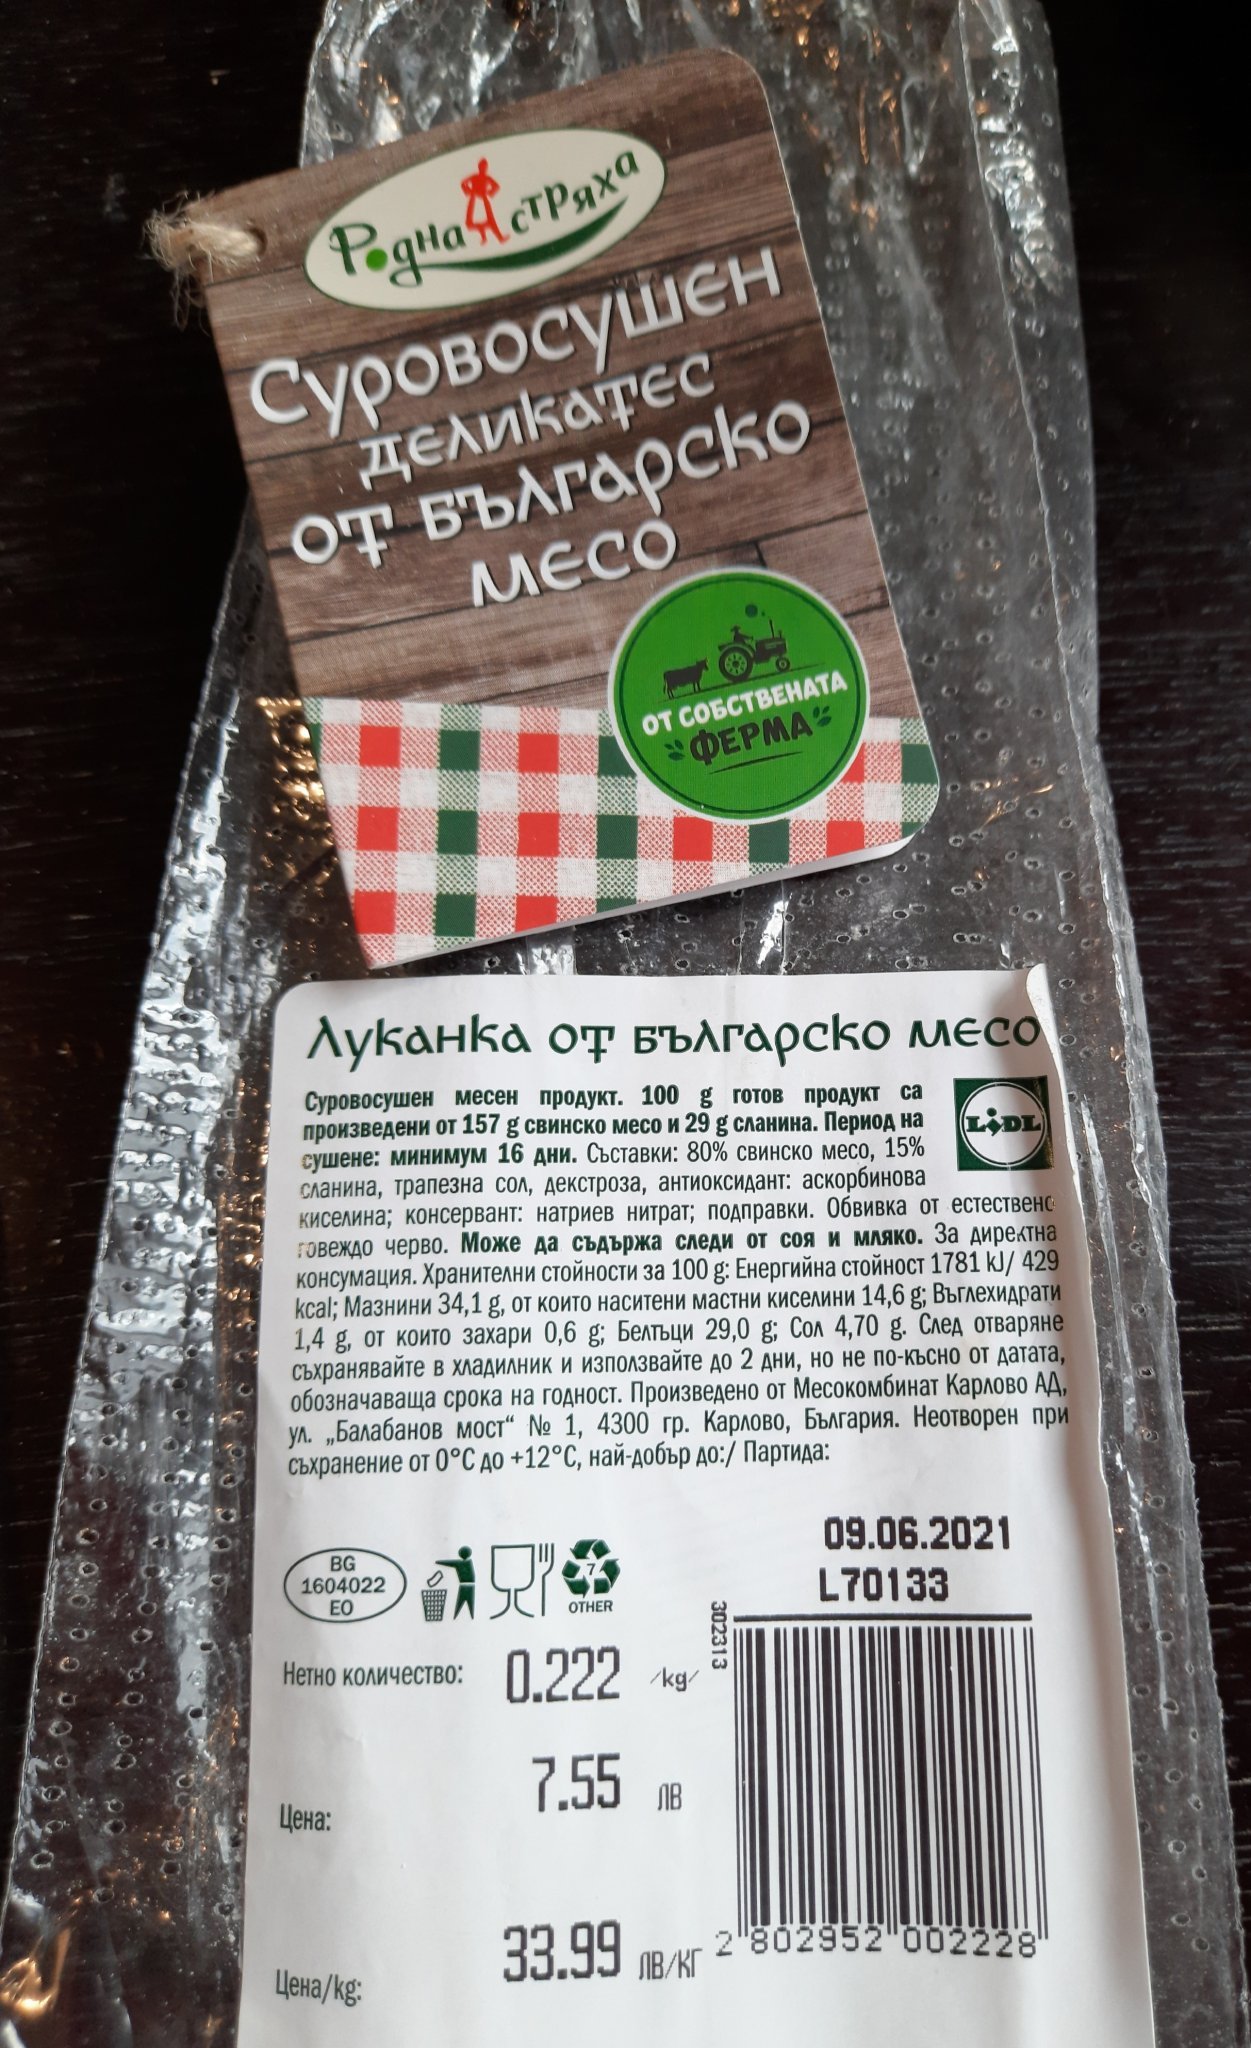 Родна стряха
Суровосушен
деликатес
от българско
месо
ОТ СОБСТВЕНАТА
ФЕРМА
Луканка от българско месо
Суровосушен месен продукт. 100 g готов продукт са
произведени от 157 g свинско месо и 29 g сланина. Период на
сушене: минимум 16 дни. Съставки: 80% свинско месо, 15%
сланина, трапезна сол, декстроза, антиоксидант: аскорбинова
киселина; консервант: натриев нитрат; подправки. Обвивка от естествено
говеждо черво. Може да съдържа следи от соя и мляко. За директна
консумация. Хранителни стойности за 100 g: Енергийна стойност 1781 kJ/ 429
kcal; Мазнини 34,1 g, от които наситени мастни киселини 14,6 g; Въглехидрати
1,4 g, от които захари 0,6 g; Белтъци 29,0 g; Сол 4,70 g. След отваряне
съхранявайте в хладилник и използвайте до 2 дни, но не по-късно от датата,
обозначаваща срока на годност. Произведено от Месокомбинат Карлово АД,
ул. „Балабанов мост“ № 1, 4300 гр. Карлово, България. Неотворен при
съхранение от 0°C до +12°C, най-добър до:/ Партида:
LIDL
09.06.2021
L70133
BG
1604022
EO
7
OTHER
302313
Нетно количество: 0.222 /kg/
Цена: 7.55 ЛВ
Цена/kg: 33.99 ЛВ/КГ
2 802952 002228